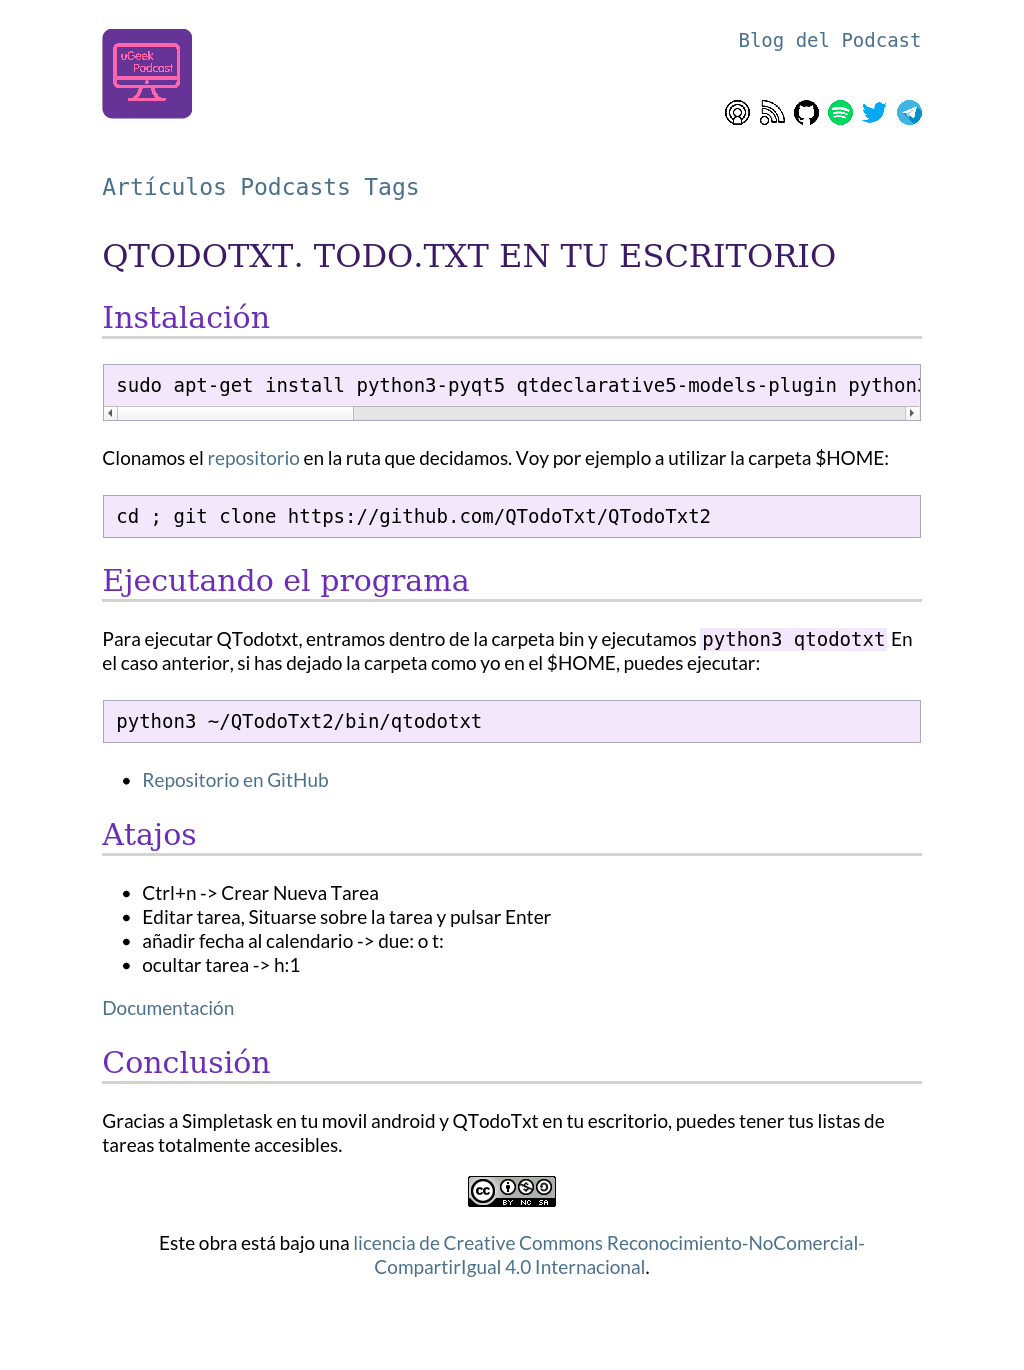 uGeek
Podcast
Blog del Podcast
Artículos Podcasts Tags
QTODOTXT. TODO.TXT EN TU ESCRITORIO
Instalación
sudo apt-get install python3-pyqt5 qtdeclarative5-models-plugin python3
Clonamos el repositorio en la ruta que decidamos. Voy por ejemplo a utilizar la carpeta $HOME:
cd ; git clone https://github.com/QTodoTxt/QTodoTxt2
Ejecutando el programa
Para ejecutar QTodotxt, entramos dentro de la carpeta bin y ejecutamos python3 qtodotxt En
el caso anterior, si has dejado la carpeta como yo en el $HOME, puedes ejecutar:
python3 ~/QTodoTxt2/bin/qtodotxt
• Repositorio en GitHub
Atajos
• Ctrl+n -> Crear Nueva Tarea
• Editar tarea, Situarse sobre la tarea y pulsar Enter
• añadir fecha al calendario -> due: o t:
• ocultar tarea -> h:1
Documentación
Conclusión
Gracias a Simpletask en tu movil android y QTodoTxt en tu escritorio, puedes tener tus listas de
tareas totalmente accesibles.
cc
BY NC SA
Este obra está bajo una licencia de Creative Commons Reconocimiento-NoComercial-
CompartirIgual 4.0 Internacional.